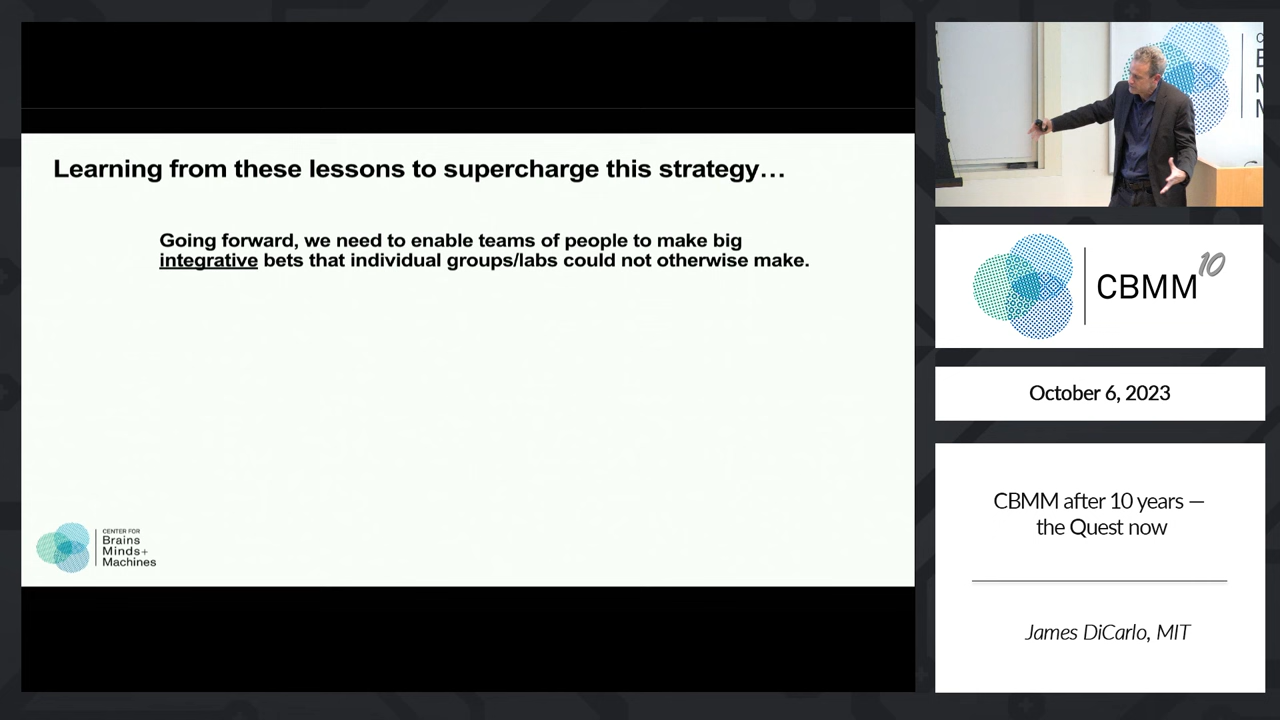 Learning from these lessons to supercharge this strategy…
Going forward, we need to enable teams of people to make big
integrative bets that individual groups/labs could not otherwise make.
CENTER FOR
Brains
Minds+
Machines
CBMM 10
October 6, 2023
CBMM after 10 years —
the Quest now
James DiCarlo, MIT